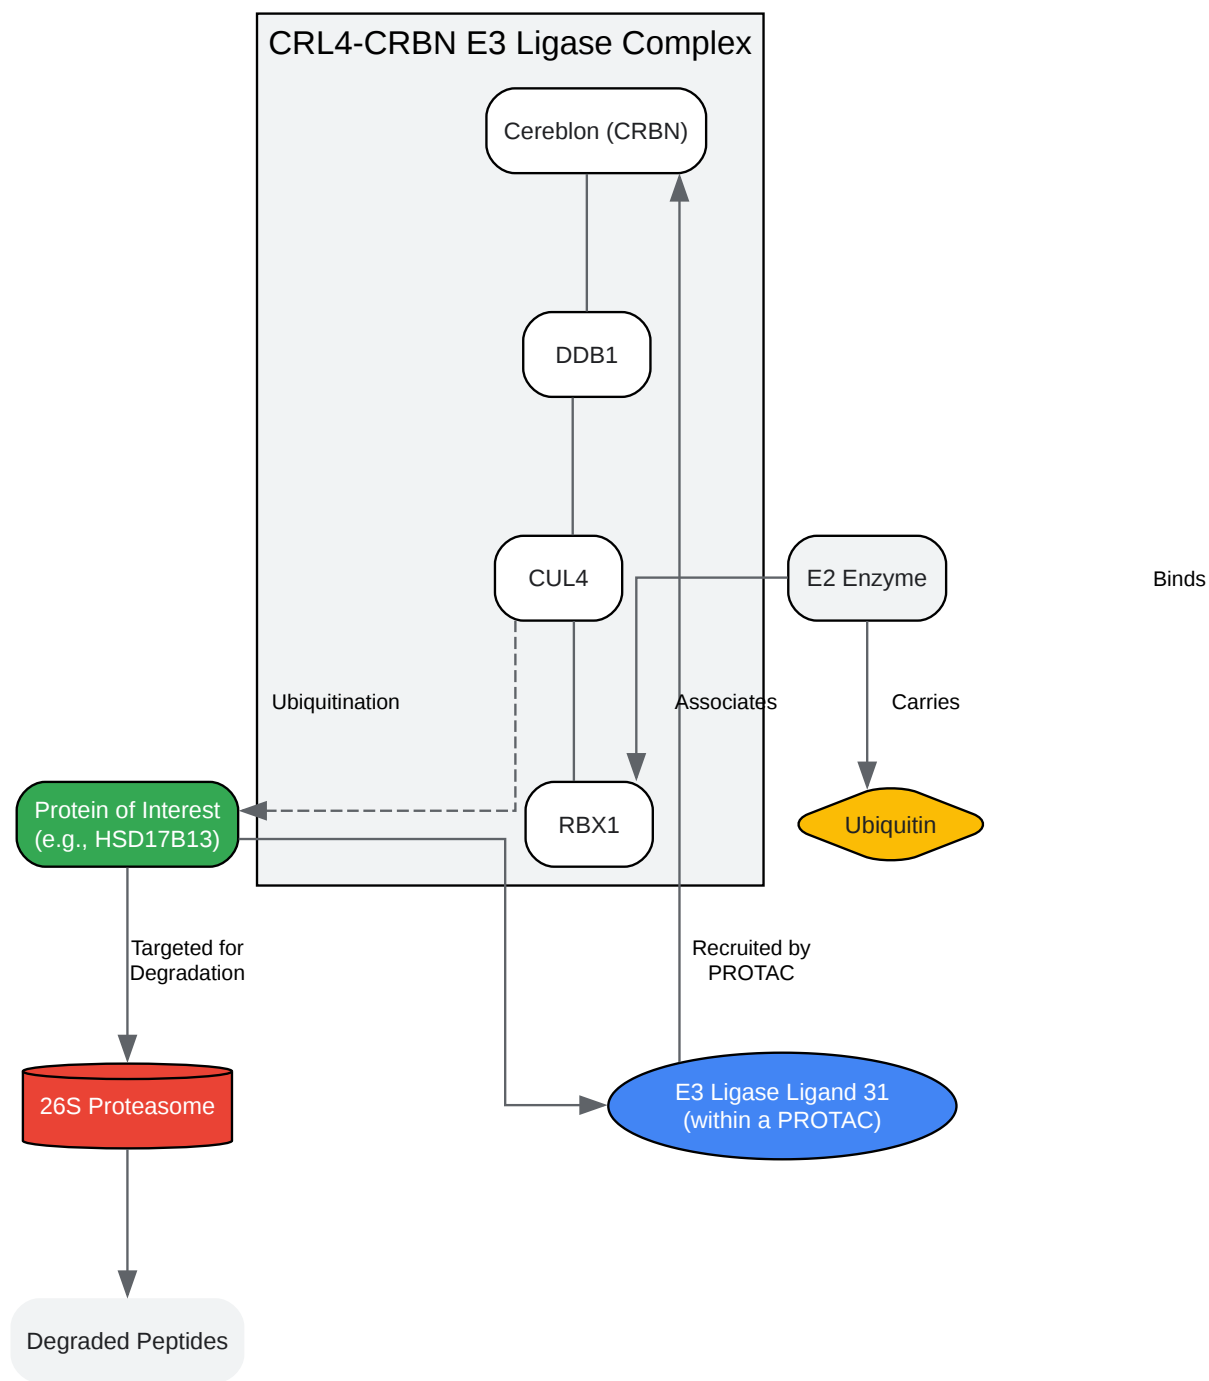 CRL4-CRBN E3 Ligase Complex
Cereblon (CRBN)
DDB1
CUL4
E2 Enzyme
Binds
Ubiquitination
Associates
Carries
Protein of Interest
(e.g., HSD17B13)
RBX1
Ubiquitin
Targeted for
Degradation
Recruited by
PROTAC
26S Proteasome
E3 Ligase Ligand 31
(within a PROTAC)
Degraded Peptides